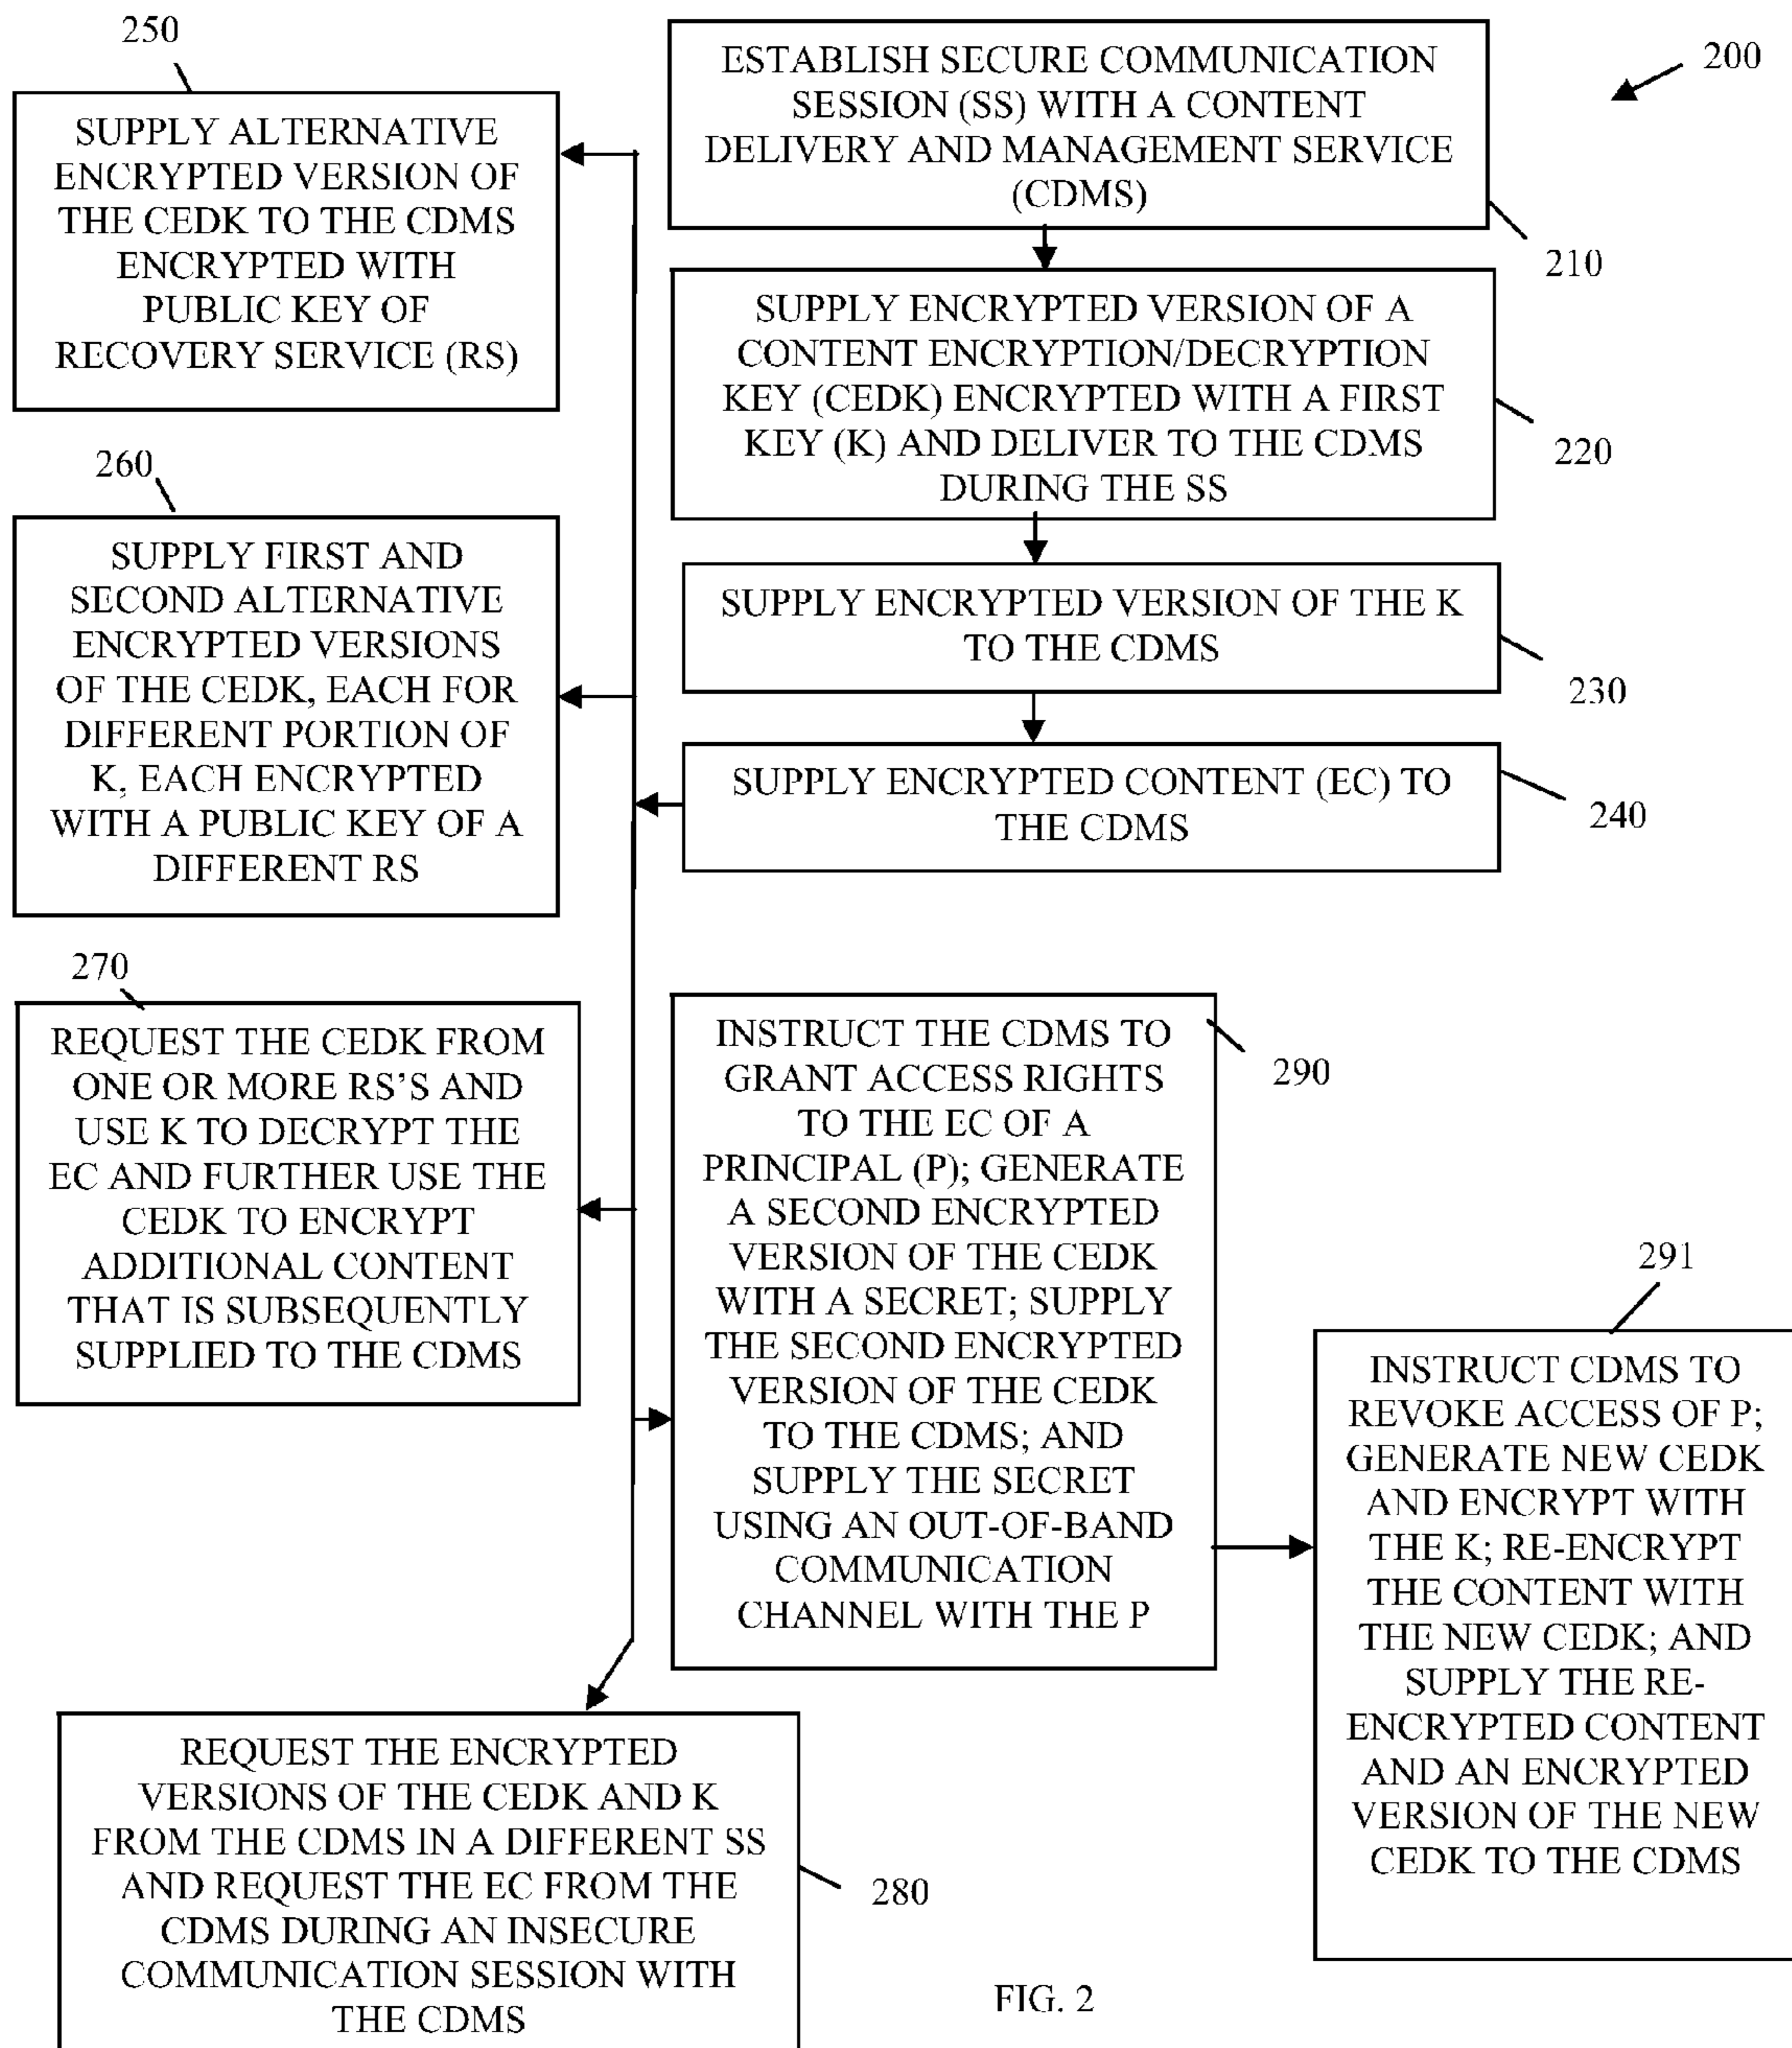 200
ESTABLISH SECURE COMMUNICATION
SESSION (SS) WITH A CONTENT
DELIVERY AND MANAGEMENT SERVICE
(CDMS)
210
SUPPLY ENCRYPTED VERSION OF A
CONTENT ENCRYPTION/DECRYPTION
KEY (CEDK) ENCRYPTED WITH A FIRST
KEY (K) AND DELIVER TO THE CDMS
DURING THE SS
220
SUPPLY ENCRYPTED VERSION OF THE K
TO THE CDMS
230
SUPPLY ENCRYPTED CONTENT (EC) TO
THE CDMS
240
250
SUPPLY ALTERNATIVE
ENCRYPTED VERSION OF
THE CEDK TO THE CDMS
ENCRYPTED WITH
PUBLIC KEY OF
RECOVERY SERVICE (RS)
260
SUPPLY FIRST AND
SECOND ALTERNATIVE
ENCRYPTED VERSIONS
OF THE CEDK, EACH FOR
DIFFERENT PORTION OF
K, EACH ENCRYPTED
WITH A PUBLIC KEY OF A
DIFFERENT RS
270
REQUEST THE CEDK FROM
ONE OR MORE RS'S AND
USE K TO DECRYPT THE
EC AND FURTHER USE THE
CEDK TO ENCRYPT
ADDITIONAL CONTENT
THAT IS SUBSEQUENTLY
SUPPLIED TO THE CDMS
REQUEST THE ENCRYPTED
VERSIONS OF THE CEDK AND K
FROM THE CDMS IN A DIFFERENT SS
AND REQUEST THE EC FROM THE
CDMS DURING AN INSECURE
COMMUNICATION SESSION WITH
THE CDMS
280
INSTRUCT THE CDMS TO
GRANT ACCESS RIGHTS
TO THE EC OF A
PRINCIPAL (P); GENERATE
A SECOND ENCRYPTED
VERSION OF THE CEDK
WITH A SECRET; SUPPLY
THE SECOND ENCRYPTED
VERSION OF THE CEDK
TO THE CDMS; AND
SUPPLY THE SECRET
USING AN OUT-OF-BAND
COMMUNICATION
CHANNEL WITH THE P
290
291
INSTRUCT CDMS TO
REVOKE ACCESS OF P;
GENERATE NEW CEDK
AND ENCRYPT WITH
THE K; RE-ENCRYPT
THE CONTENT WITH
THE NEW CEDK; AND
SUPPLY THE RE-
ENCRYPTED CONTENT
AND AN ENCRYPTED
VERSION OF THE NEW
CEDK TO THE CDMS
FIG. 2